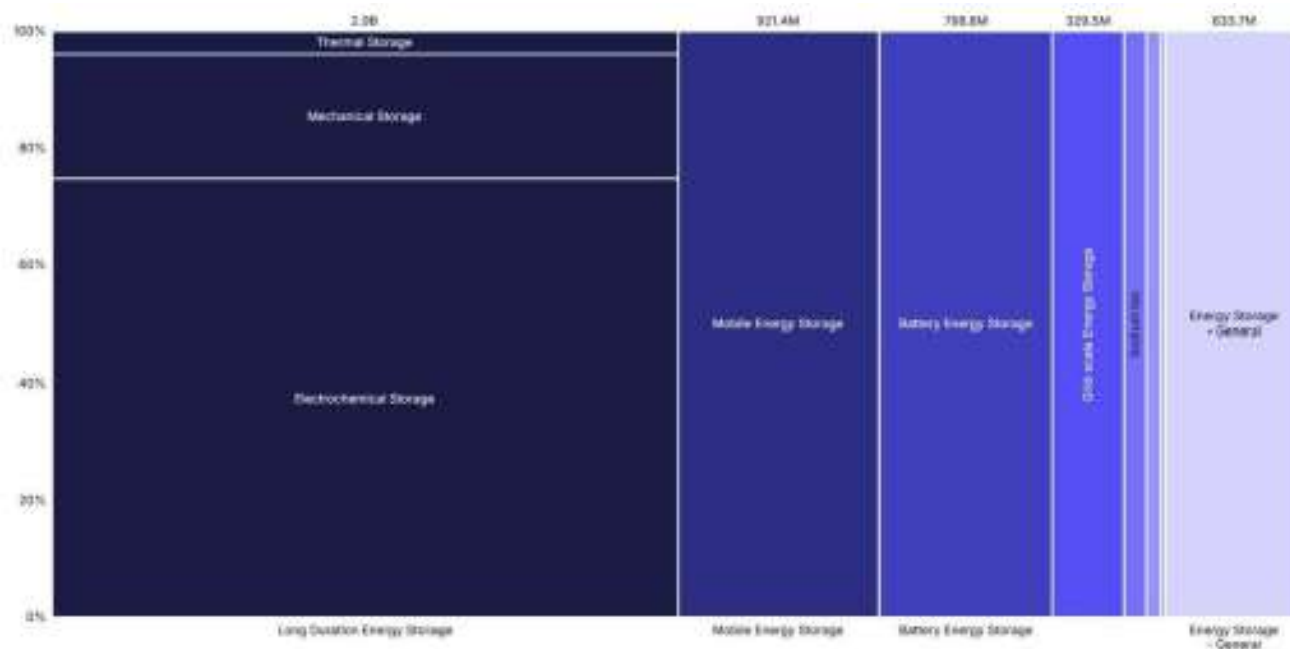 2.9B 921.4M 798.8M 329.5M 633.7M
100%
Thermal Storage
Mechanical Storage
80%
60%
Grid scale Energy Storage
Mobile Energy Storage
Battery Energy Storage
Energy Storage
- General
40%
Electrochemical Storage
20%
0%
Long Duration Energy Storage
Mobile Energy Storage
Battery Energy Storage
Energy Storage
- General